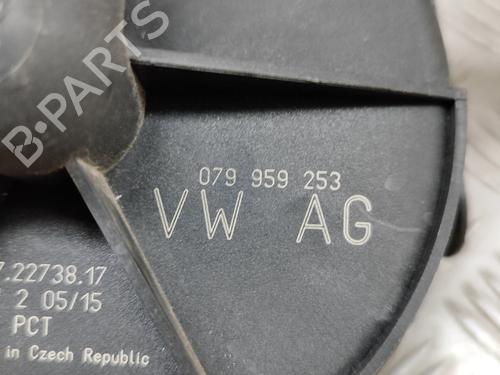 B-PARTS
079 959 253
VW AG
7.22738.17
2 05/15
PCT
in Czech Republic